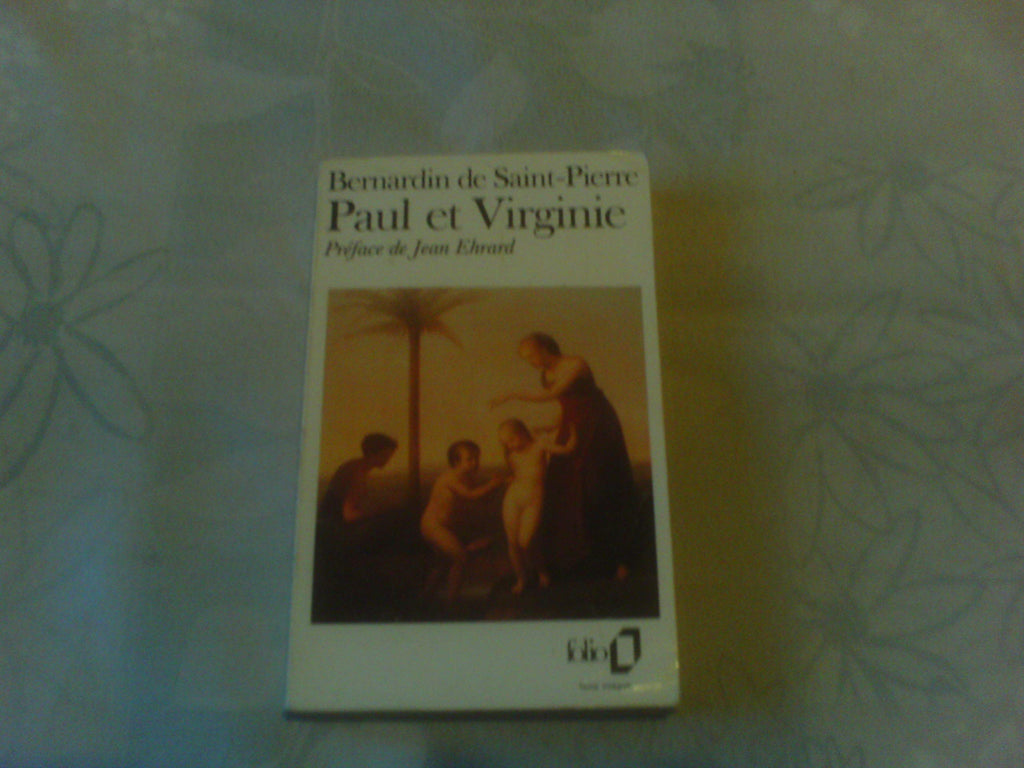 Bernardin de Saint-Pierre
Paul et Virginie
Préface de Jean Ehrard
folio